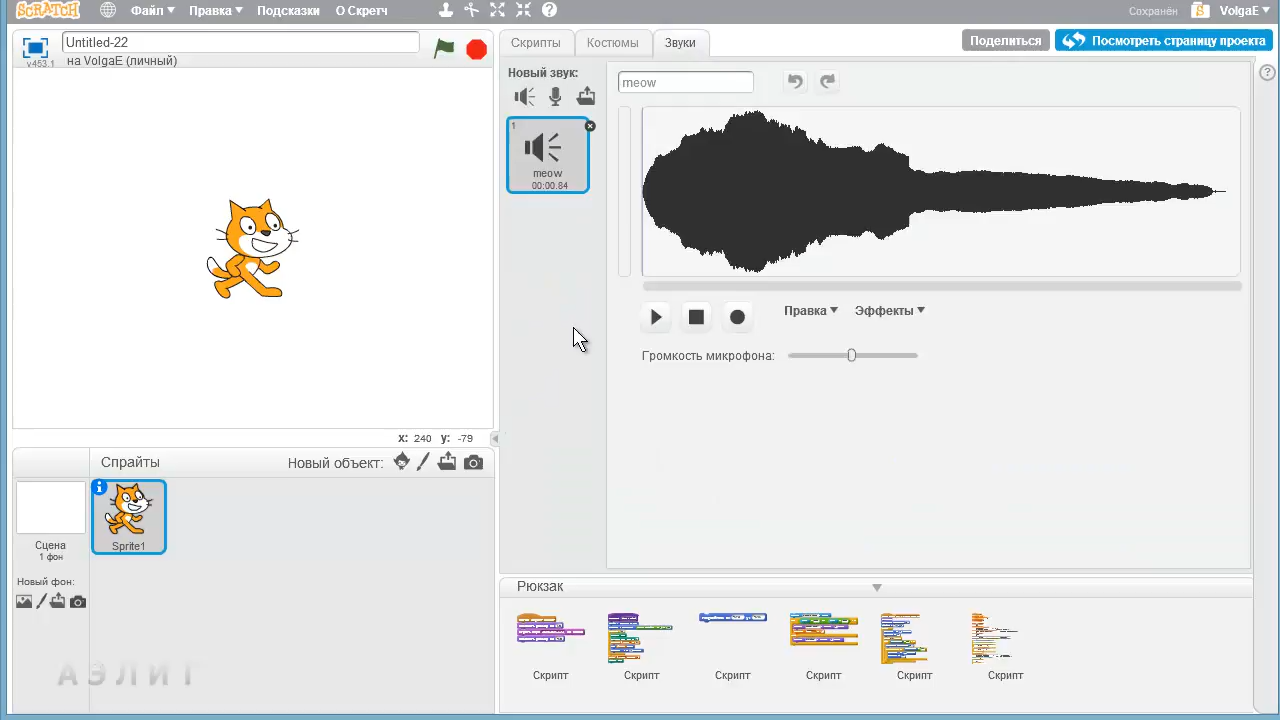 SCRATCH Файл Правка Подсказки О Скретч Сохранён VolgaE
Untitled-22
v453.1 на VolgaE (личный)
Скрипты Костюмы Звуки
Поделиться Посмотреть страницу проекта
Новый звук:
meow
1
meow
00:00.84
Правка Эффекты
Громкость микрофона:
x: 240 y: -79
Спрайты Новый объект:
Сцена
1 фон
Новый фон:
Sprite1
Рюкзак
Скрипт Скрипт Скрипт Скрипт Скрипт Скрипт
АЭЛИТ